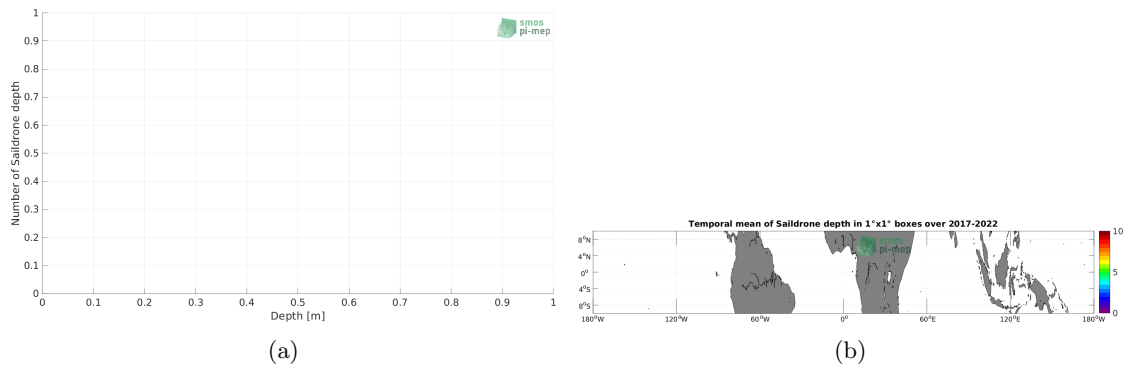 smos
pi-mep
1
0.9
0.8
0.7
0.6
0.5
0.4
0.3
0.2
0.1
0
Number of Saildrone depth
0 0.1 0.2 0.3 0.4 0.5 0.6 0.7 0.8 0.9 1
Depth [m]
(a)
Temporal mean of Saildrone depth in 1°x1° boxes over 2017-2022
smos
pi-mep
8°N
4°N
0°
4°S
8°S
180°W 120°W 60°W 0° 60°E 120°E 180°W
10
5
0
(b)